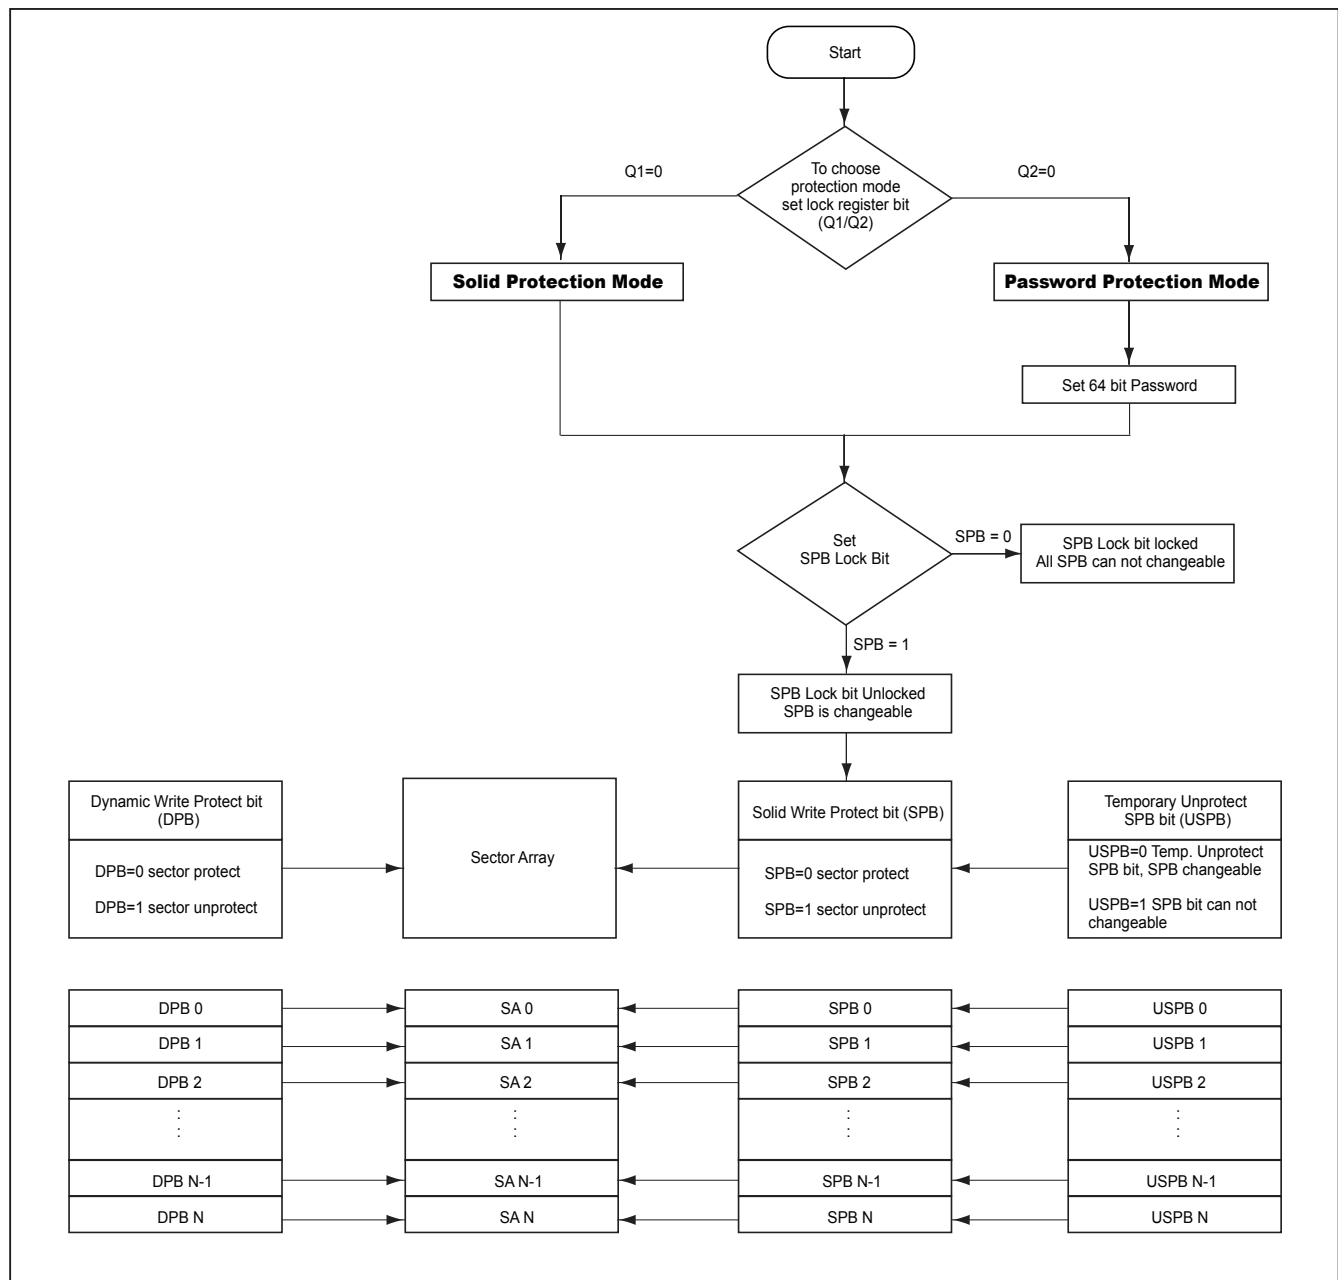 Start
To choose
protection mode
set lock register bit
(Q1/Q2)
Q1=0
Q2=0
Solid Protection Mode
Password Protection Mode
Set 64 bit Password
Set
SPB Lock Bit
SPB = 0
SPB Lock bit locked
All SPB can not changeable
SPB = 1
SPB Lock bit Unlocked
SPB is changeable
Dynamic Write Protect bit
(DPB)
DPB=0 sector protect
DPB=1 sector unprotect
Sector Array
Solid Write Protect bit (SPB)
SPB=0 sector protect
SPB=1 sector unprotect
Temporary Unprotect
SPB bit (USPB)
USPB=0 Temp. Unprotect
SPB bit, SPB changeable
USPB=1 SPB bit can not
changeable
DPB 0
SA 0
SPB 0
USPB 0
DPB 1
SA 1
SPB 1
USPB 1
DPB 2
SA 2
SPB 2
USPB 2
DPB N-1
SA N-1
SPB N-1
USPB N-1
DPB N
SA N
SPB N
USPB N